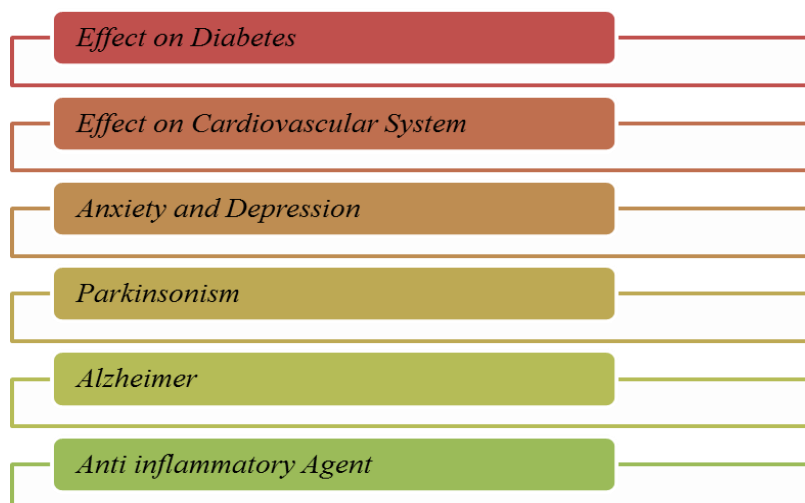 Effect on Diabetes
Effect on Cardiovascular System
Anxiety and Depression
Parkinsonism
Alzheimer
Anti inflammatory Agent